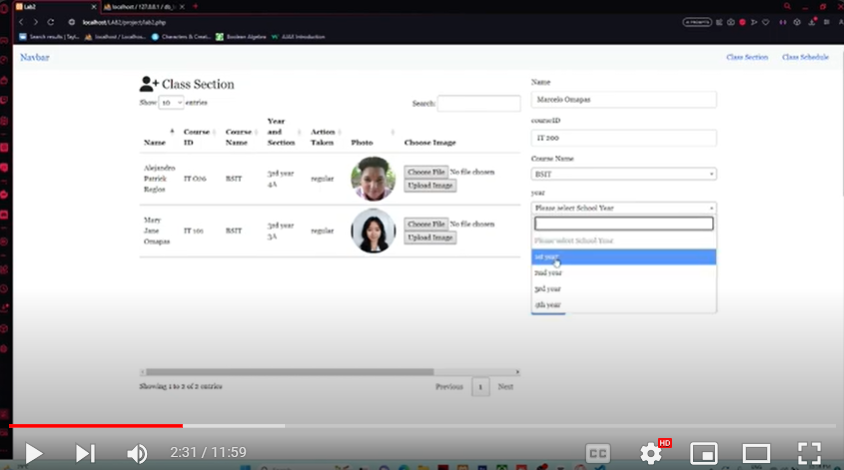 Lab2
localhost / 127.0.0.1 / db_
localhost/LAB2/project/lab2.php
Search results | Tayl...
localhost / Localhos...
Characters & Creat...
Boolean Algebra
AJAX Introduction
Navbar
Class Section
Class Schedule
Class Section
Show 10 entries
Search:
Name
Course ID
Course Name
Year and Section
Action Taken
Photo
Choose Image
Alejandro Patrick Regios
BSIT
3rd year 4A
regular
Choose File No file chosen
Upload Image
Mary Jane Omapas
IT 101
BSIT
3rd year 3A
regular
Choose File No file chosen
Upload Image
Showing 1 to 2 of 2 entries
Previous 1 Next
Name
Marcelo Omapas
courseID
IT 200
Course Name
BSIT
year
Please select School Year
Please select School Year
1st year
2nd year
3rd year
4th year
2:31 / 11:59
CC
HD